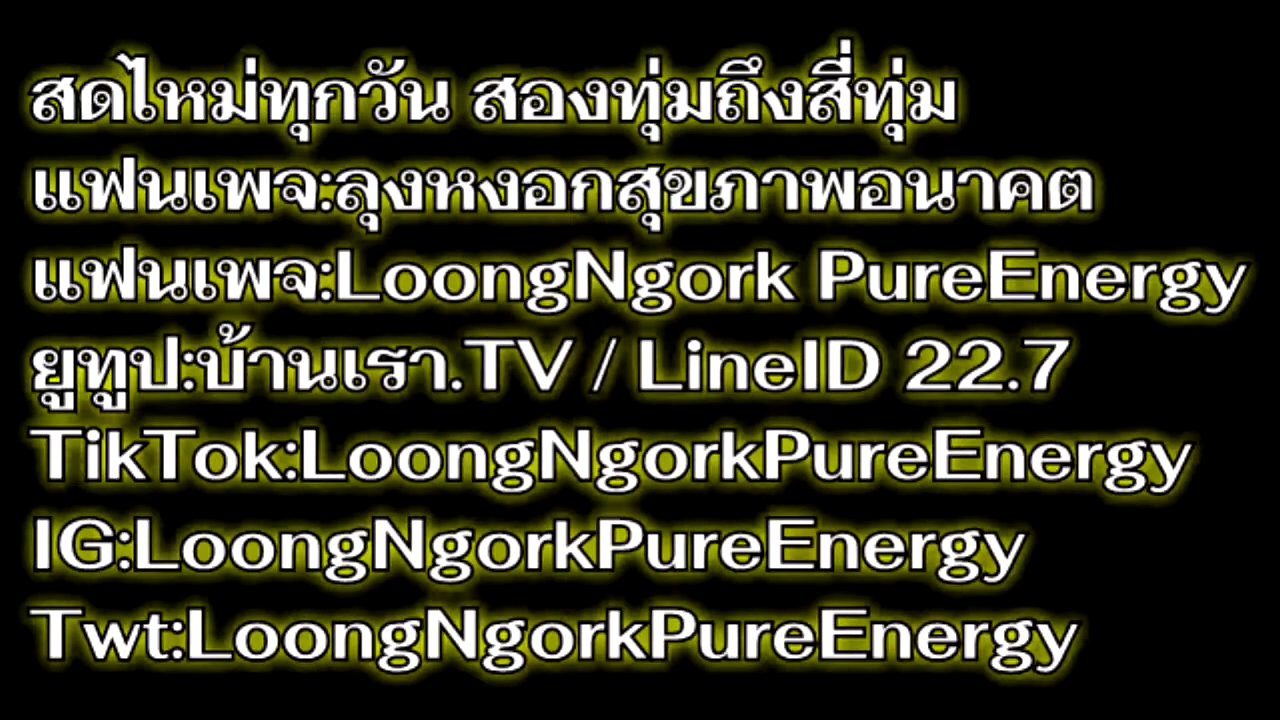 สดไหม่ทุกวัน สองทุ่มถึงสี่ทุ่ม
แฟนเพจ:ลุงหงอกสุขภาพอนาคต
แฟนเพจ:LoongNgork PureEnergy
ยูทูป:บ้านเรา.TV / LineID 22.7
TikTok:LoongNgorkPureEnergy
IG:LoongNgorkPureEnergy
Twt:LoongNgorkPureEnergy